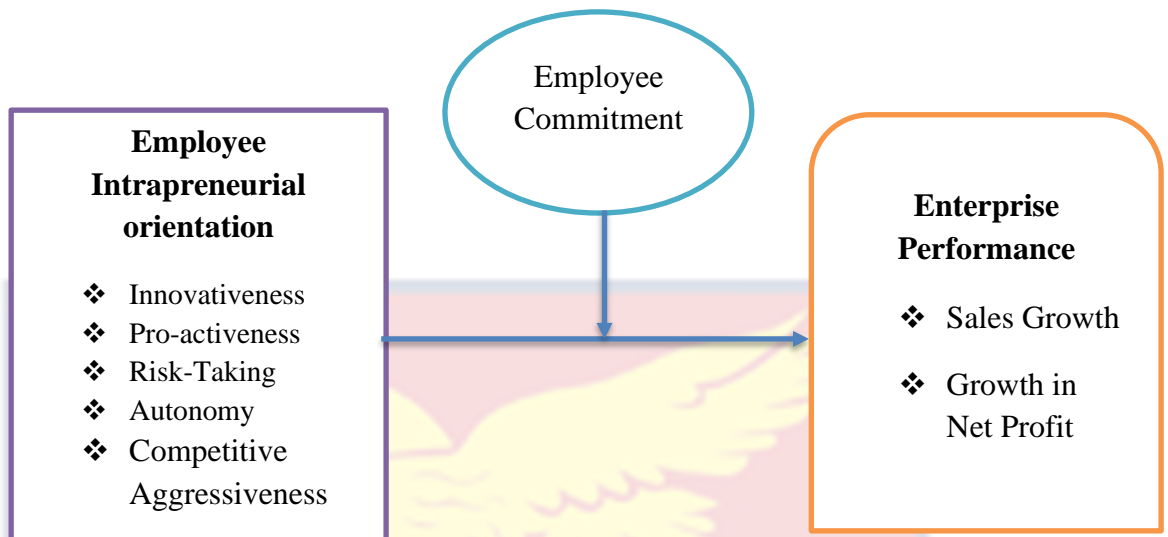 Employee
Commitment
Employee
Intrapreneurial
orientation
❖ Innovativeness
❖ Pro-activeness
❖ Risk-Taking
❖ Autonomy
❖ Competitive
Aggressiveness
Enterprise
Performance
❖ Sales Growth
❖ Growth in
Net Profit